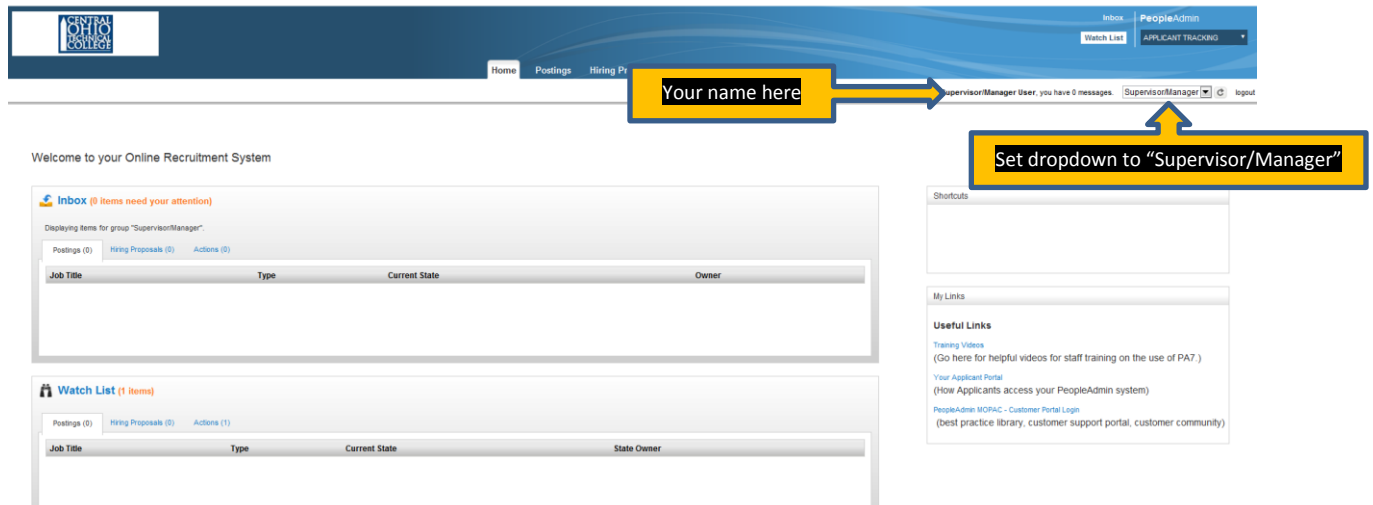 CENTRAL
OHIO
TECHNICAL
COLLEGE
Inbox PeopleAdmin
Watch List APPLICANT TRACKING
Home Postings Hiring Pr
Your name here
Supervisor/Manager User, you have 0 messages. Supervisor/Manager logout
Set dropdown to “Supervisor/Manager”
Welcome to your Online Recruitment System
Inbox (0 items need your attention)
Displaying items for group "Supervisor/Manager".
Postings (0) Hiring Proposals (0) Actions (0)
Job Title Type Current State Owner
Watch List (1 items)
Postings (0) Hiring Proposals (0) Actions (1)
Job Title Type Current State State Owner
Shortcuts
My Links
Useful Links
Training Videos
(Go here for helpful videos for staff training on the use of PA7.)
Your Applicant Portal
(How Applicants access your PeopleAdmin system)
PeopleAdmin MOPAC - Customer Portal Login
(best practice library, customer support portal, customer community)